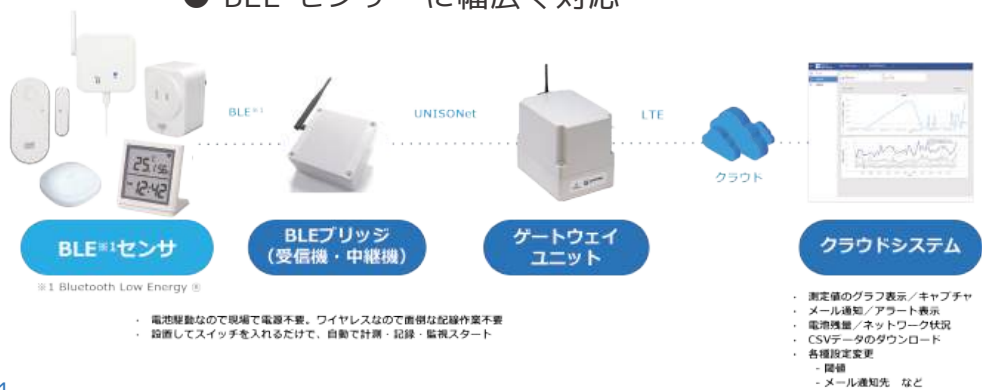 ● BLE センサーに幅広く対応
BLE※1
UNISONet
LTE
25.1
56
12:42
クラウド
BLE※1センサ
BLEブリッジ
(受信機・中継機)
ゲートウェイ
ユニット
クラウドシステム
※1 Bluetooth Low Energy ®
・ 電池駆動なので現場で電源不要。ワイヤレスなので面倒な配線作業不要
・ 設置してスイッチを入れるだけで、自動で計測・記録・監視スタート
・ 測定値のグラフ表示/キャプチャ
・ メール通知/アラート表示
・ 電池残量/ネットワーク状況
・ CSVデータのダウンロード
・ 各種設定変更
- 閾値
- メール通知先 など